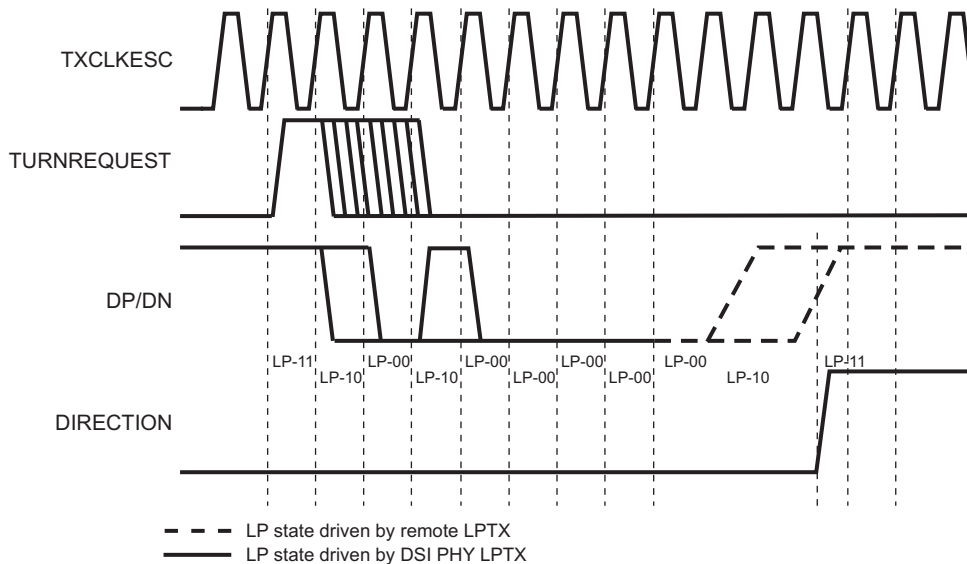 TXCLKESC
TURNREQUEST
DP/DN
LP-11
LP-10
LP-00
LP-10
LP-00
LP-00
LP-00
LP-00
LP-00
LP-10
LP-11
DIRECTION
LP state driven by remote LPTX
LP state driven by DSI PHY LPTX